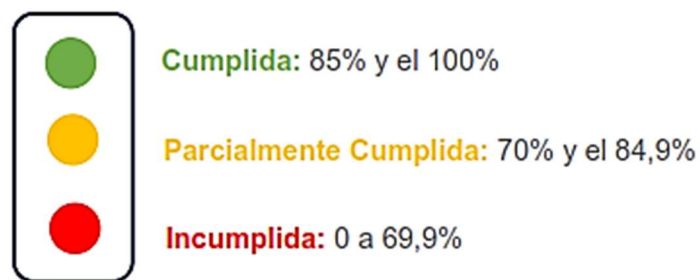 Cumplida: 85% y el 100%
Parcialmente Cumplida: 70% y el 84,9%
Incumplida: 0 a 69,9%